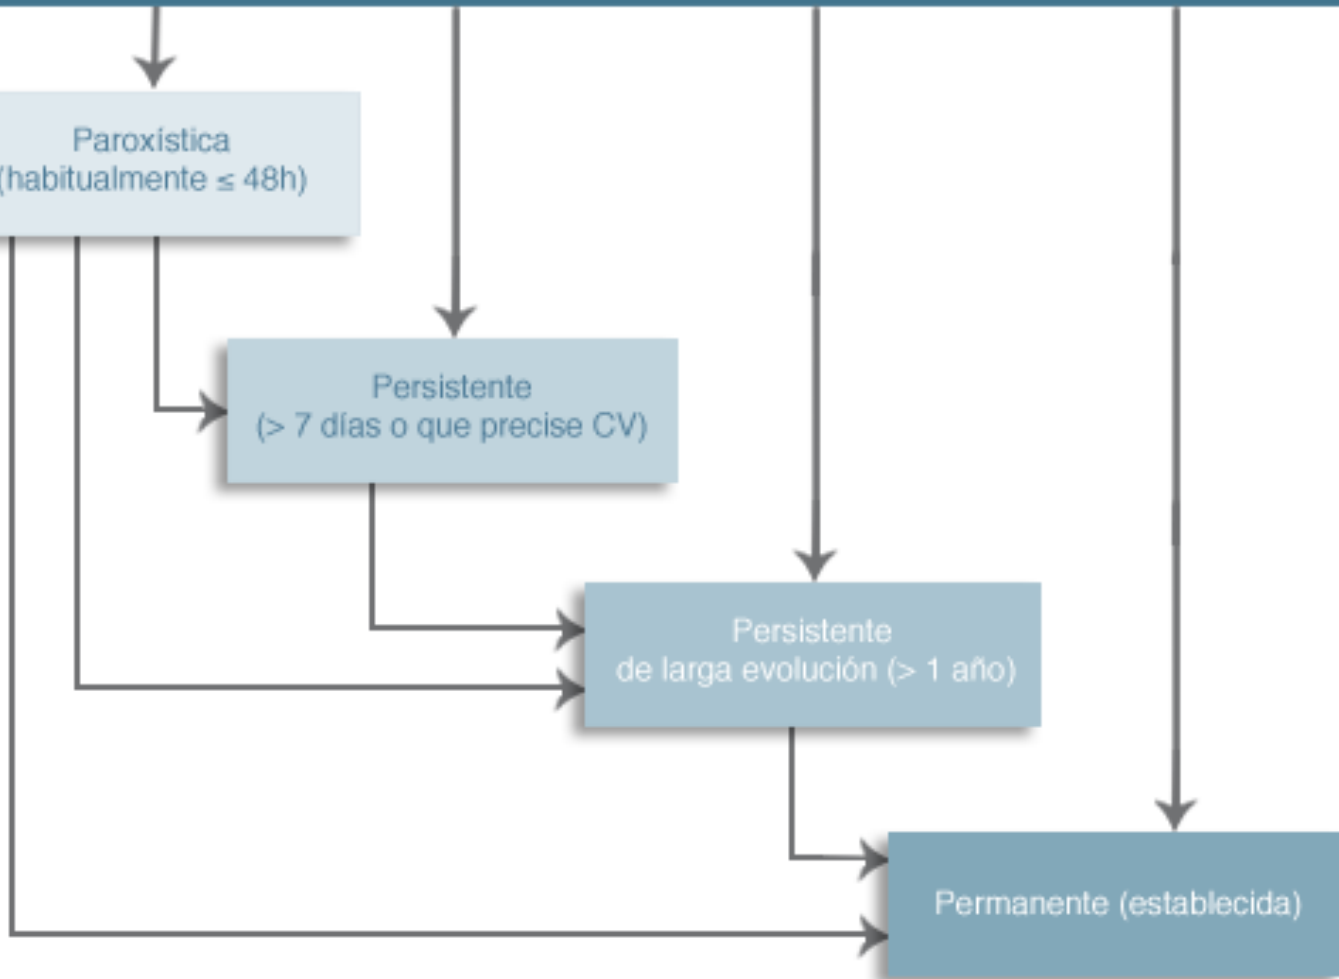 Paroxística
(habitualmente ≤ 48h)
Persistente
(> 7 días o que precise CV)
Persistente
de larga evolución (> 1 año)
Permanente (establecida)